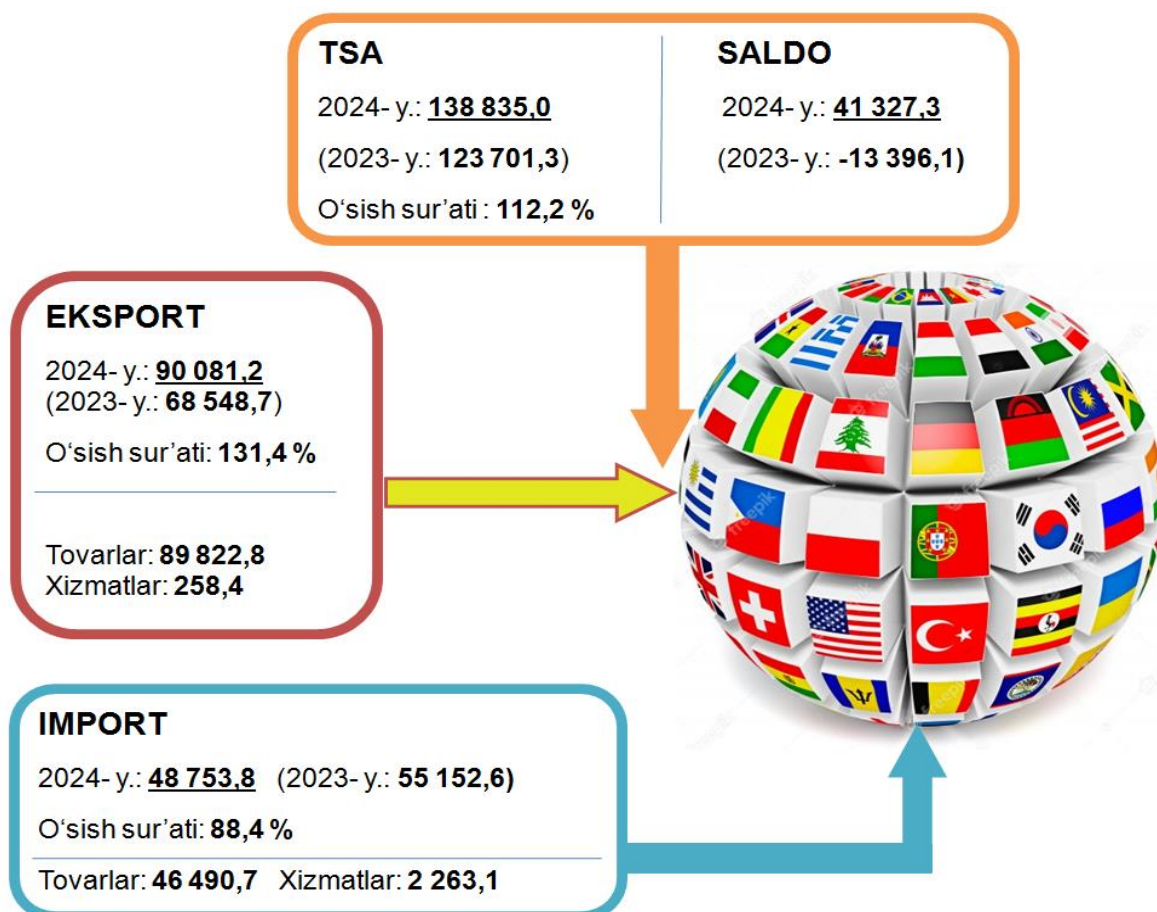 TSA
2024- y.: 138 835,0
(2023- y.: 123 701,3)
O‘sish sur’ati : 112,2 %
SALDO
2024- y.: 41 327,3
(2023- y.: -13 396,1)
EKSPORT
2024- y.: 90 081,2
(2023- y.: 68 548,7)
O‘sish sur’ati: 131,4 %
Tovarlar: 89 822,8
Xizmatlar: 258,4
IMPORT
2024- y.: 48 753,8 (2023- y.: 55 152,6)
O‘sish sur’ati: 88,4 %
Tovarlar: 46 490,7 Xizmatlar: 2 263,1
freepik